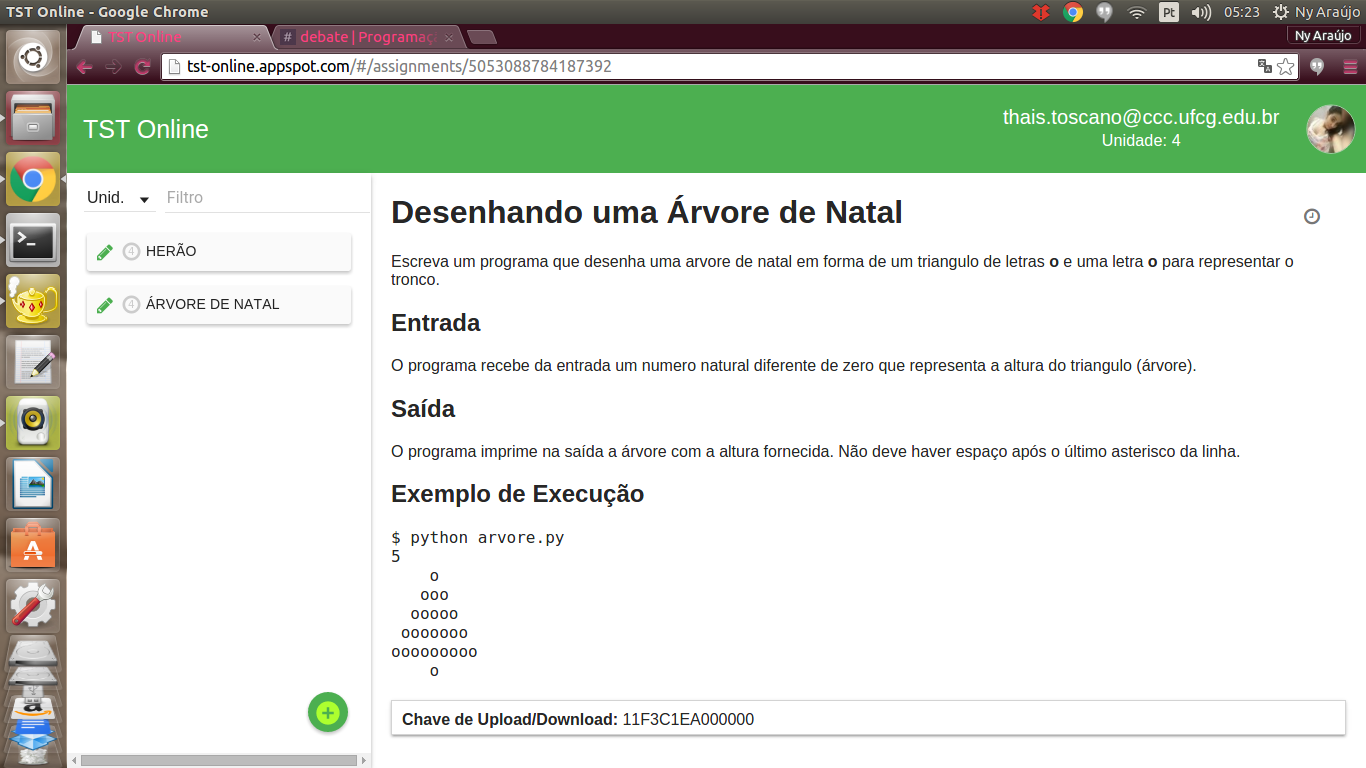 TST Online - Google Chrome
Pt
05:23
Ny Araújo
TST Online
# debate | Programaç
Ny Araújo
tst-online.appspot.com/#/assignments/5053088784187392
TST Online
thais.toscano@ccc.ufcg.edu.br
Unidade: 4
Unid.
Filtro
4 HERÃO
4 ÁRVORE DE NATAL
Desenhando uma Árvore de Natal
Escreva um programa que desenha uma arvore de natal em forma de um triangulo de letras o e uma letra o para representar o
tronco.
Entrada
O programa recebe da entrada um numero natural diferente de zero que representa a altura do triangulo (árvore).
Saída
O programa imprime na saída a árvore com a altura fornecida. Não deve haver espaço após o último asterisco da linha.
Exemplo de Execução
$ python arvore.py
5
    o
   ooo
  ooooo
 ooooooo
ooooooooo
    o
Chave de Upload/Download: 11F3C1EA000000